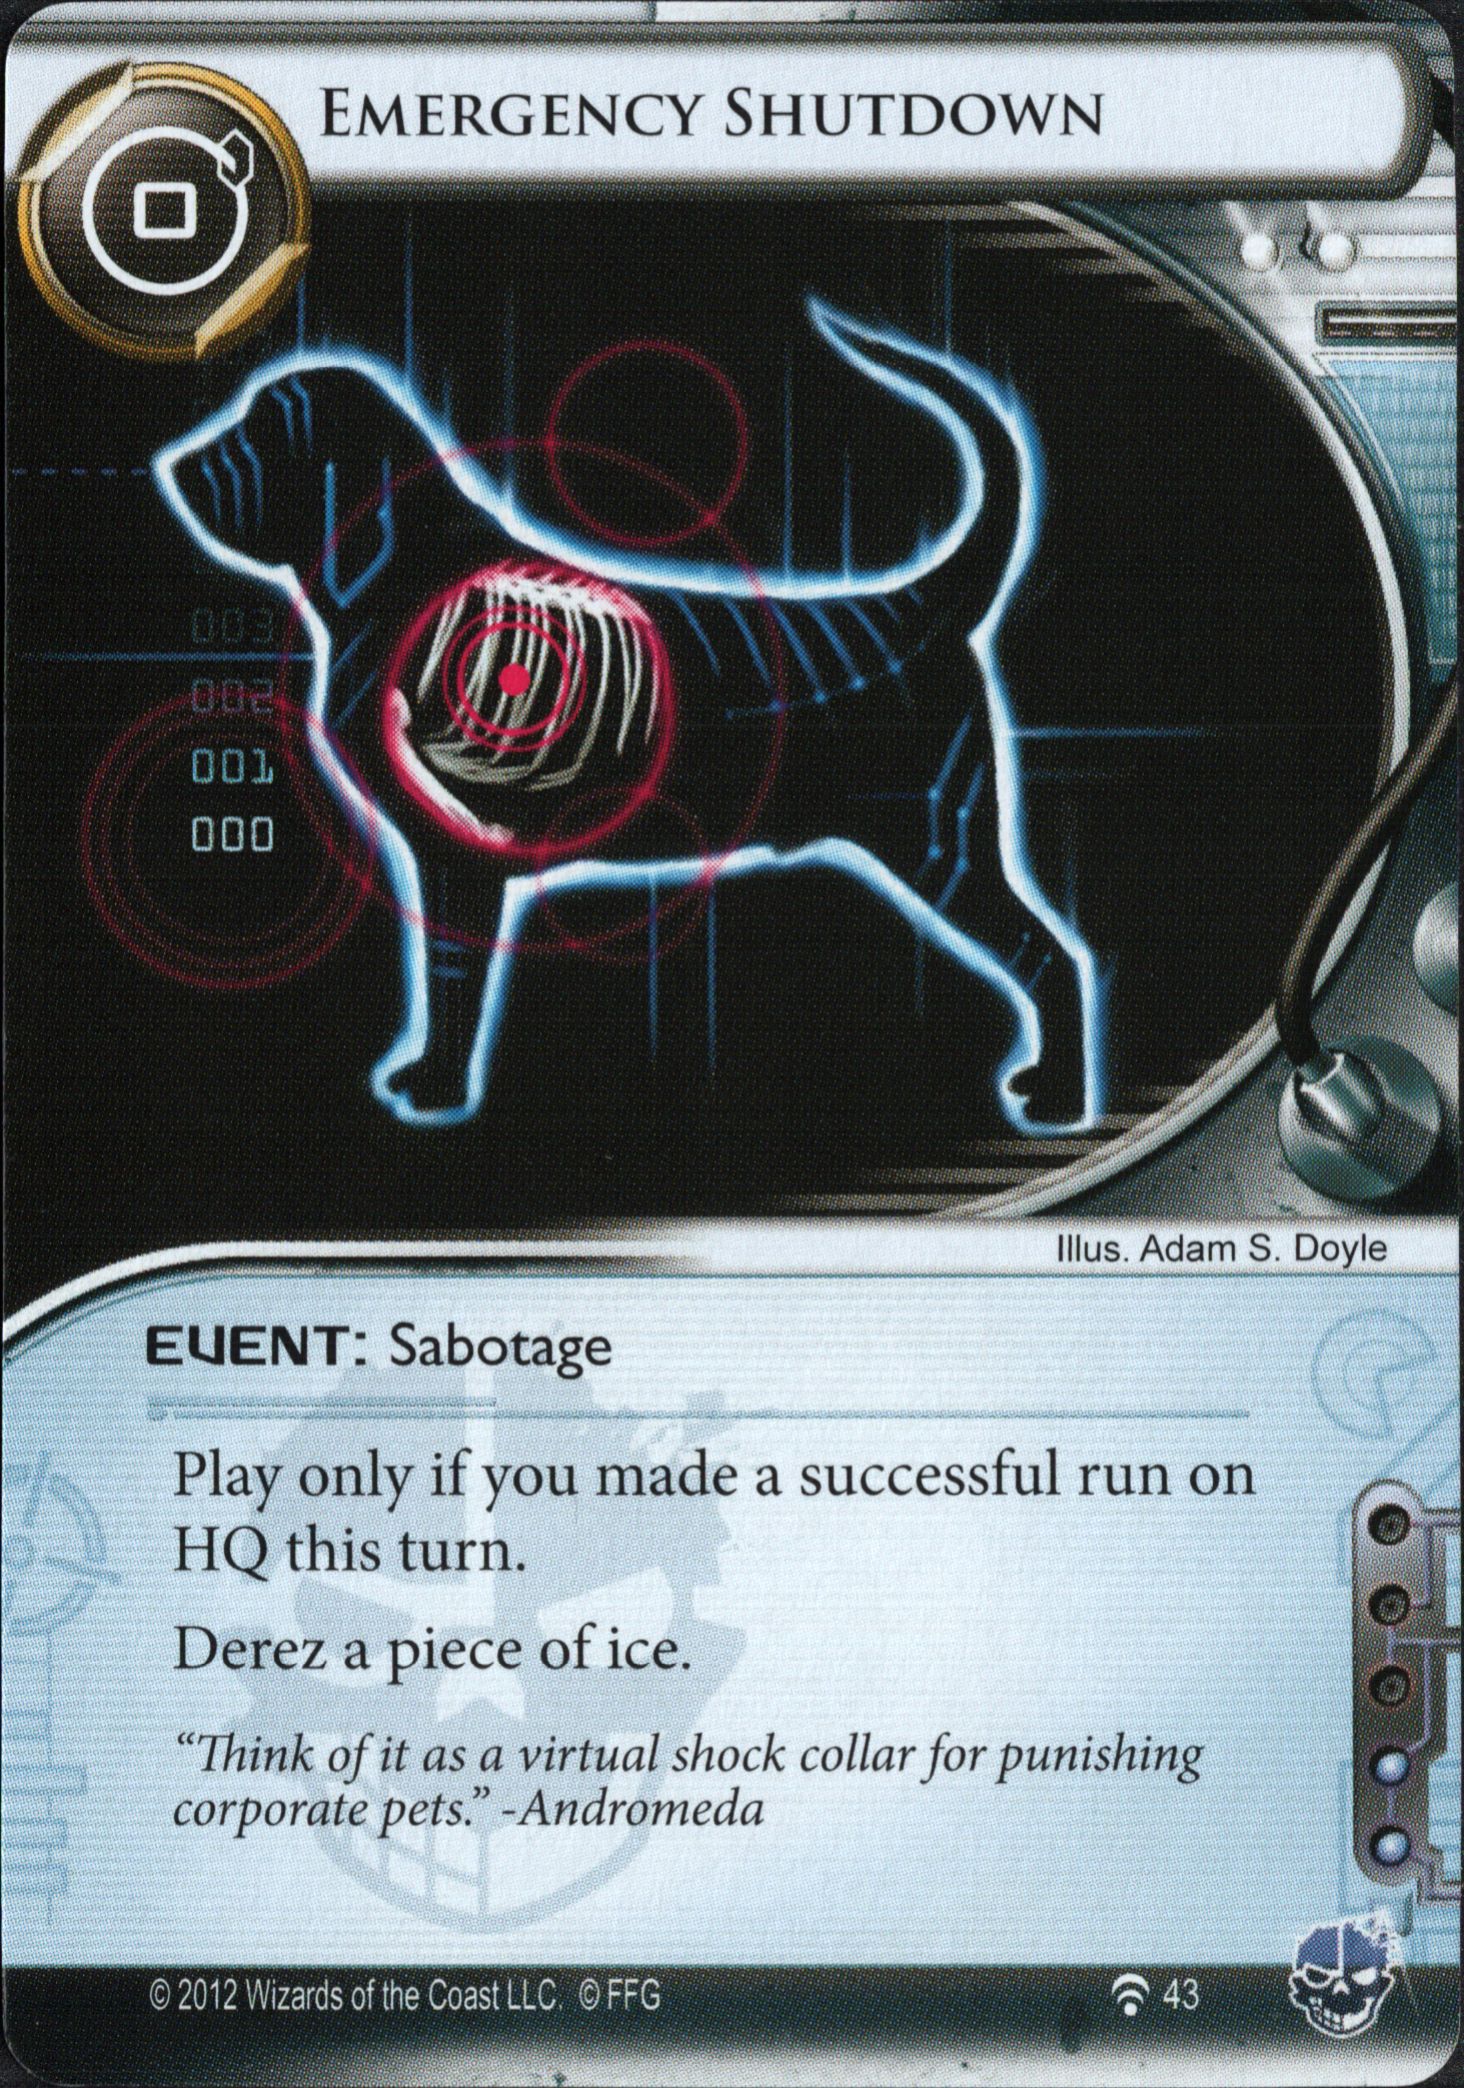 EMERGENCY SHUTDOWN
003
002
001
000
Illus. Adam S. Doyle
EVENT: Sabotage
Play only if you made a successful run on
HQ this turn.
Derez a piece of ice.
“Think of it as a virtual shock collar for punishing
corporate pets.” -Andromeda
© 2012 Wizards of the Coast LLC. © FFG
43